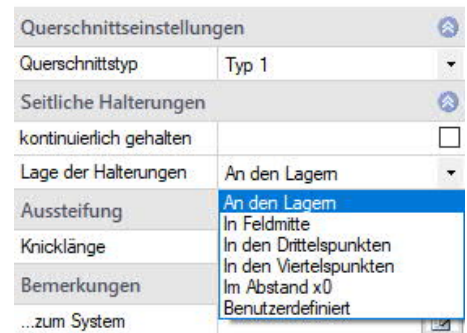 Querschnittseinstellungen
Querschnittstyp Typ 1
Seitliche Halterungen
kontinuierlich gehalten
Lage der Halterungen An den Lagern
Aussteifung An den Lagern
In Feldmitte
Knicklänge In den Drittelspunkten
In den Viertelspunkten
Bemerkungen Im Abstand x0
...zum System Benutzerdefiniert